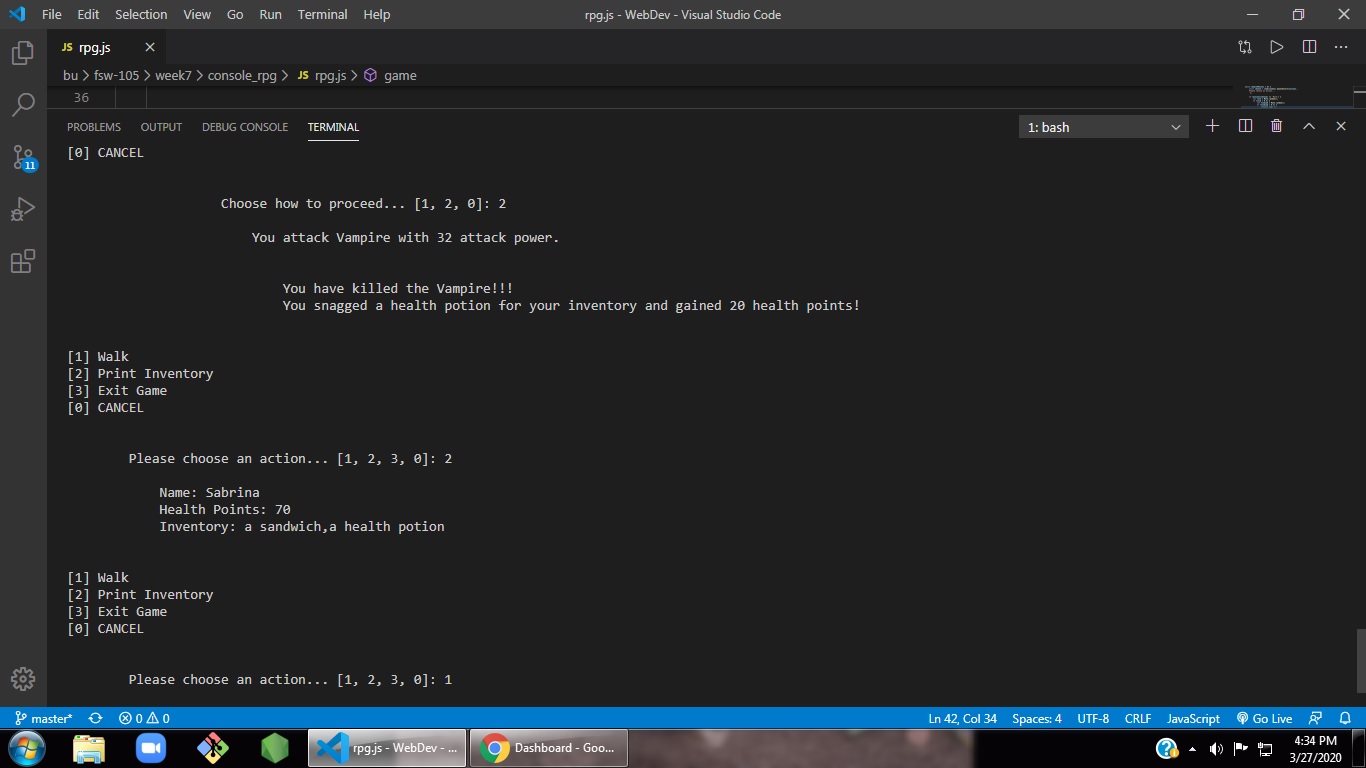 File Edit Selection View Go Run Terminal Help rpg.js - WebDev - Visual Studio Code
JS rpg.js
bu > fsw-105 > week7 > console_rpg > JS rpg.js > game
36
PROBLEMS OUTPUT DEBUG CONSOLE TERMINAL 1: bash
[0] CANCEL
Choose how to proceed... [1, 2, 0]: 2
You attack Vampire with 32 attack power.
You have killed the Vampire!!!
You snagged a health potion for your inventory and gained 20 health points!
[1] Walk
[2] Print Inventory
[3] Exit Game
[0] CANCEL
Please choose an action... [1, 2, 3, 0]: 2
Name: Sabrina
Health Points: 70
Inventory: a sandwich,a health potion
[1] Walk
[2] Print Inventory
[3] Exit Game
[0] CANCEL
Please choose an action... [1, 2, 3, 0]: 1
11
master* 0 0 Ln 42, Col 34 Spaces: 4 UTF-8 CRLF JavaScript Go Live
rpg.js - WebDev - ... Dashboard - Goo... 4:34 PM
3/27/2020